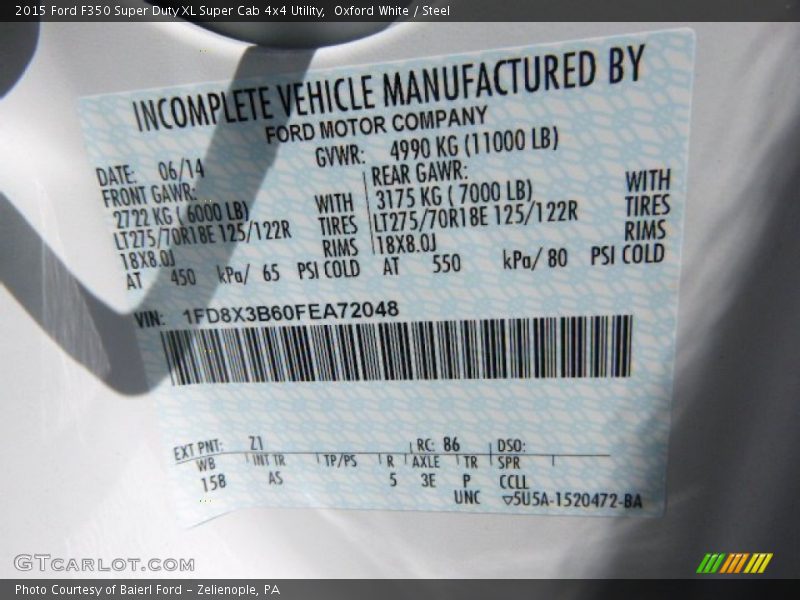 2015 Ford F350 Super Duty XL Super Cab 4x4 Utility, Oxford White / Steel
INCOMPLETE VEHICLE MANUFACTURED BY
FORD MOTOR COMPANY
DATE: 06/14 GVWR: 4990 KG (11000 LB)
FRONT GAWR: REAR GAWR:
2722 KG ( 6000 LB) WITH 3175 KG ( 7000 LB) WITH
LT275/70R18E 125/122R TIRES LT275/70R18E 125/122R TIRES
18X8.0J RIMS 18X8.0J RIMS
AT 450 kPa/ 65 PSI COLD AT 550 kPa/ 80 PSI COLD
VIN: 1FD8X3B60FEA72048
EXT PNT: Z1 RC: 86 DSO:
WB INT TR TP/PS R AXLE TR SPR
158 AS 5 3E P CCLL
UNC ▽5U5A-1520472-BA
GTCARLOT.COM
Photo Courtesy of Baierl Ford - Zelienople, PA